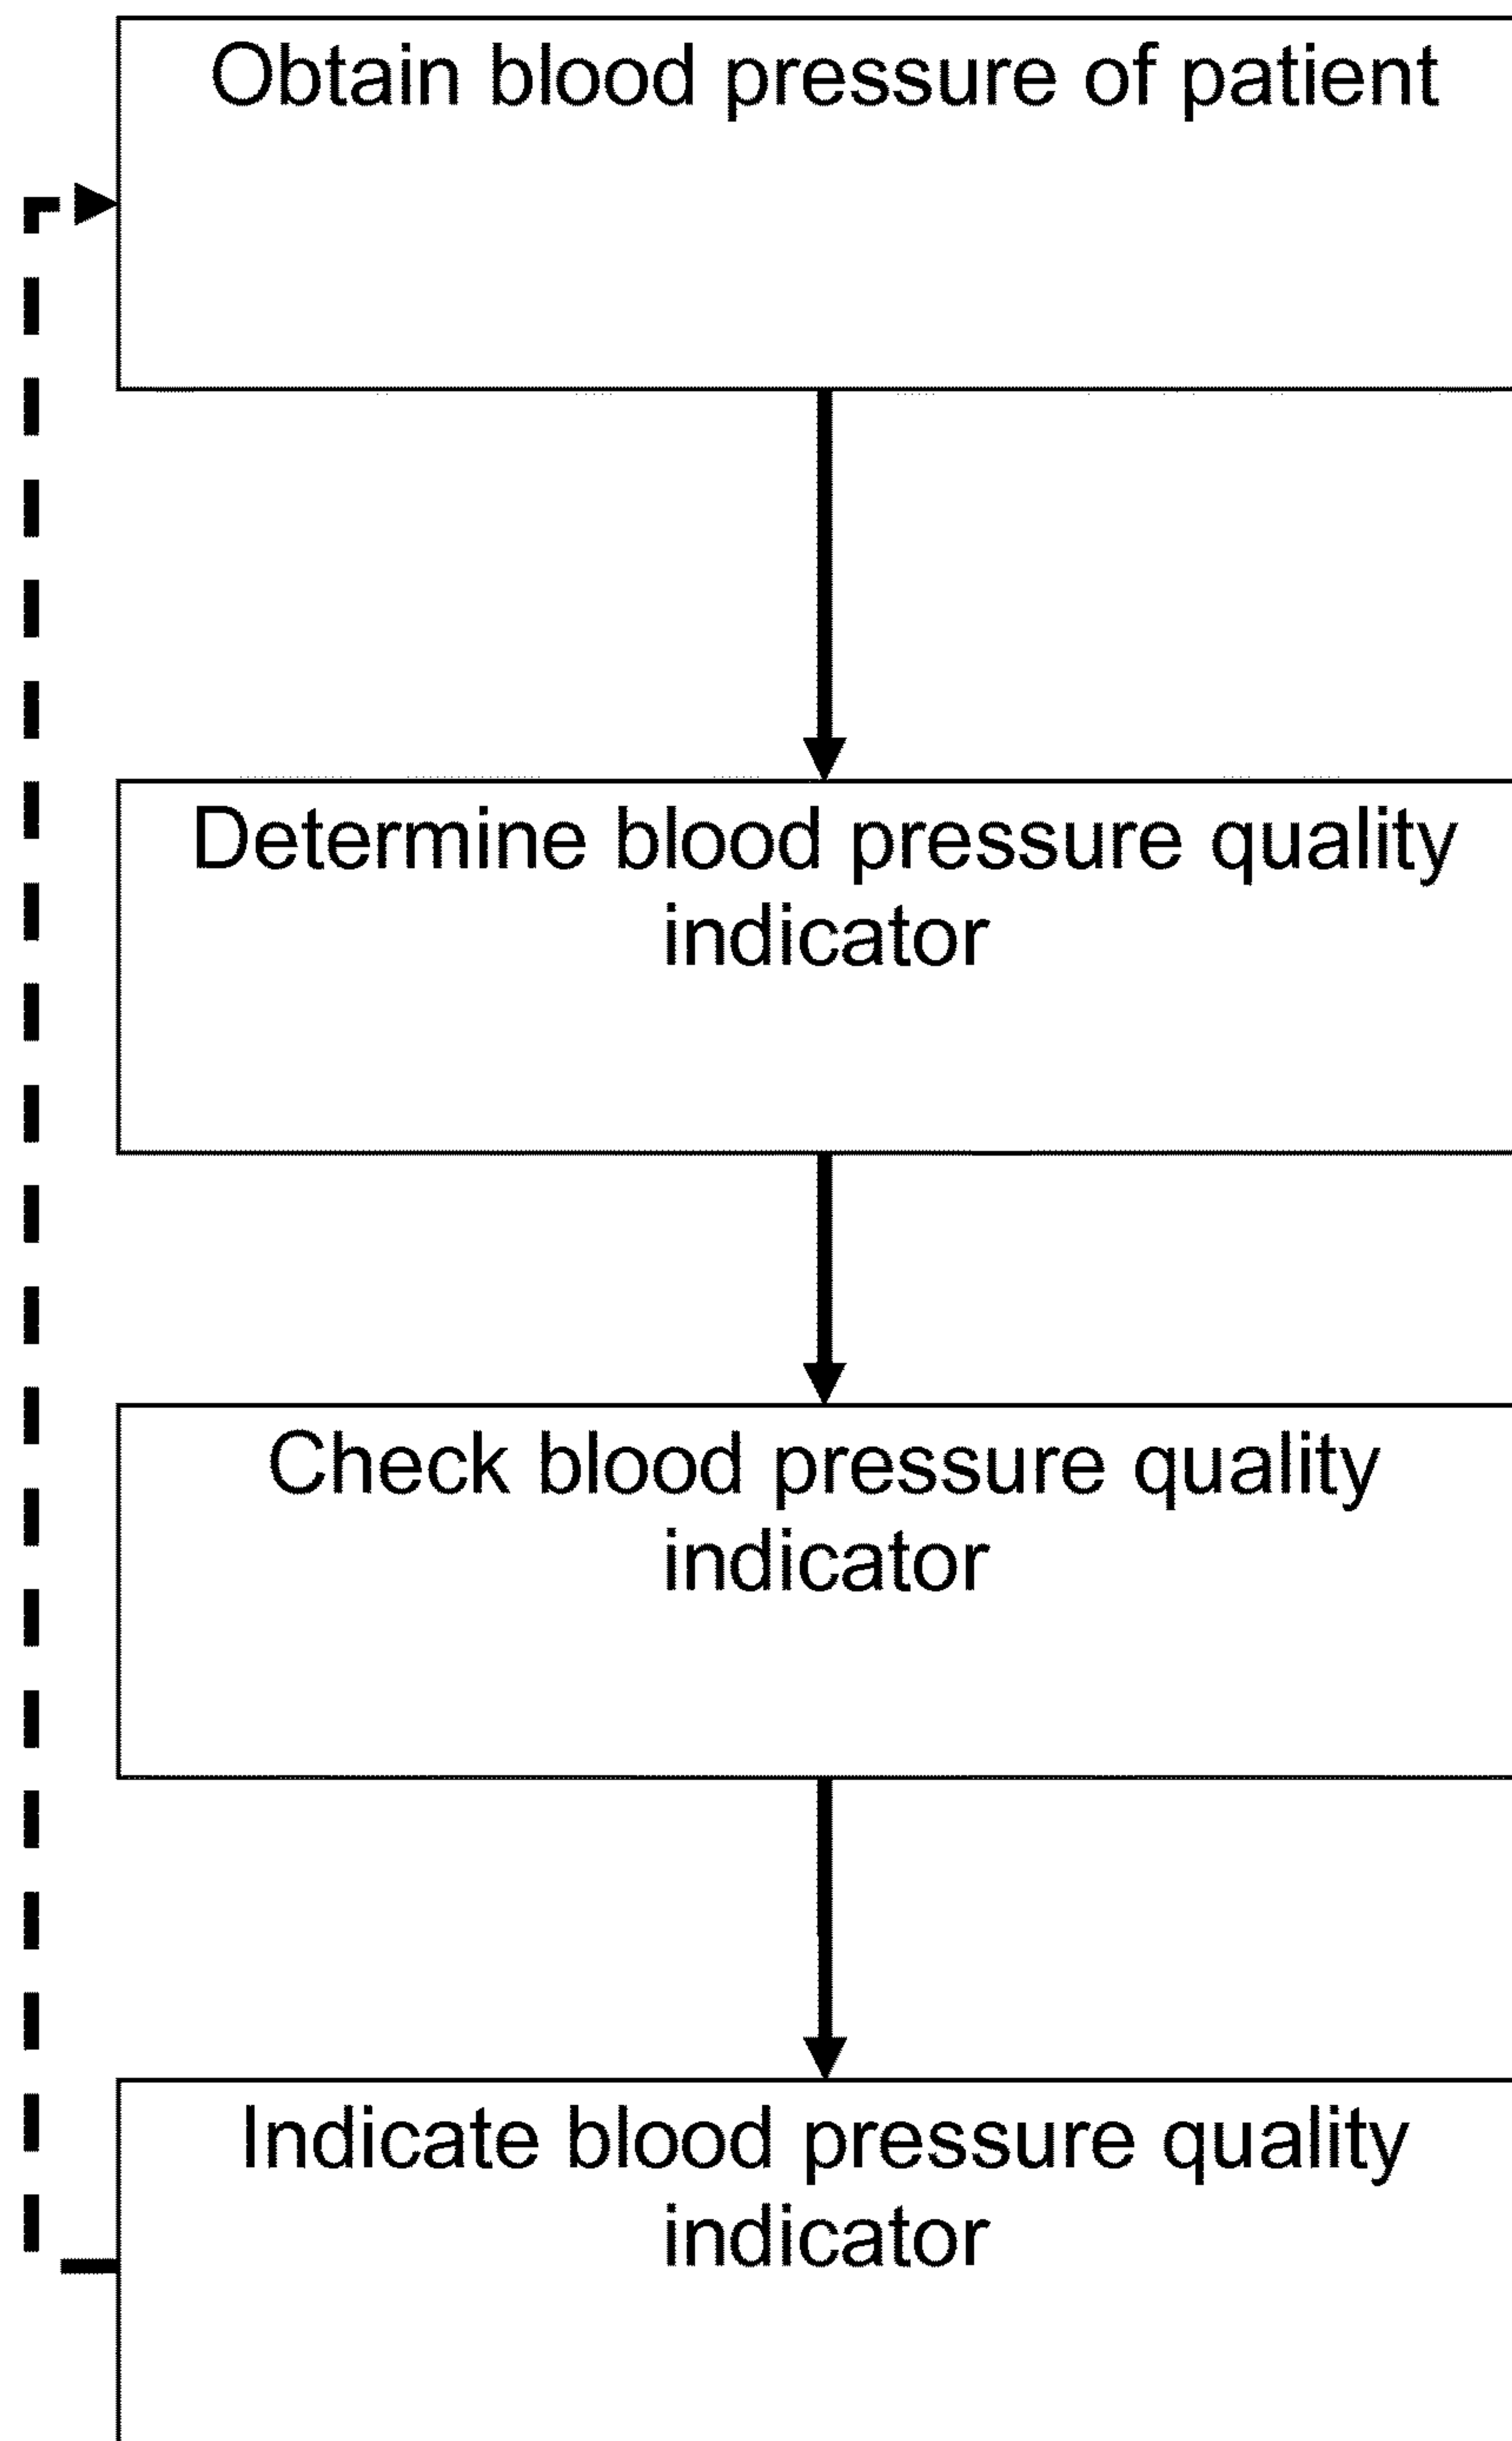 Obtain blood pressure of patient
Determine blood pressure quality
indicator
Check blood pressure quality
indicator
Indicate blood pressure quality
indicator